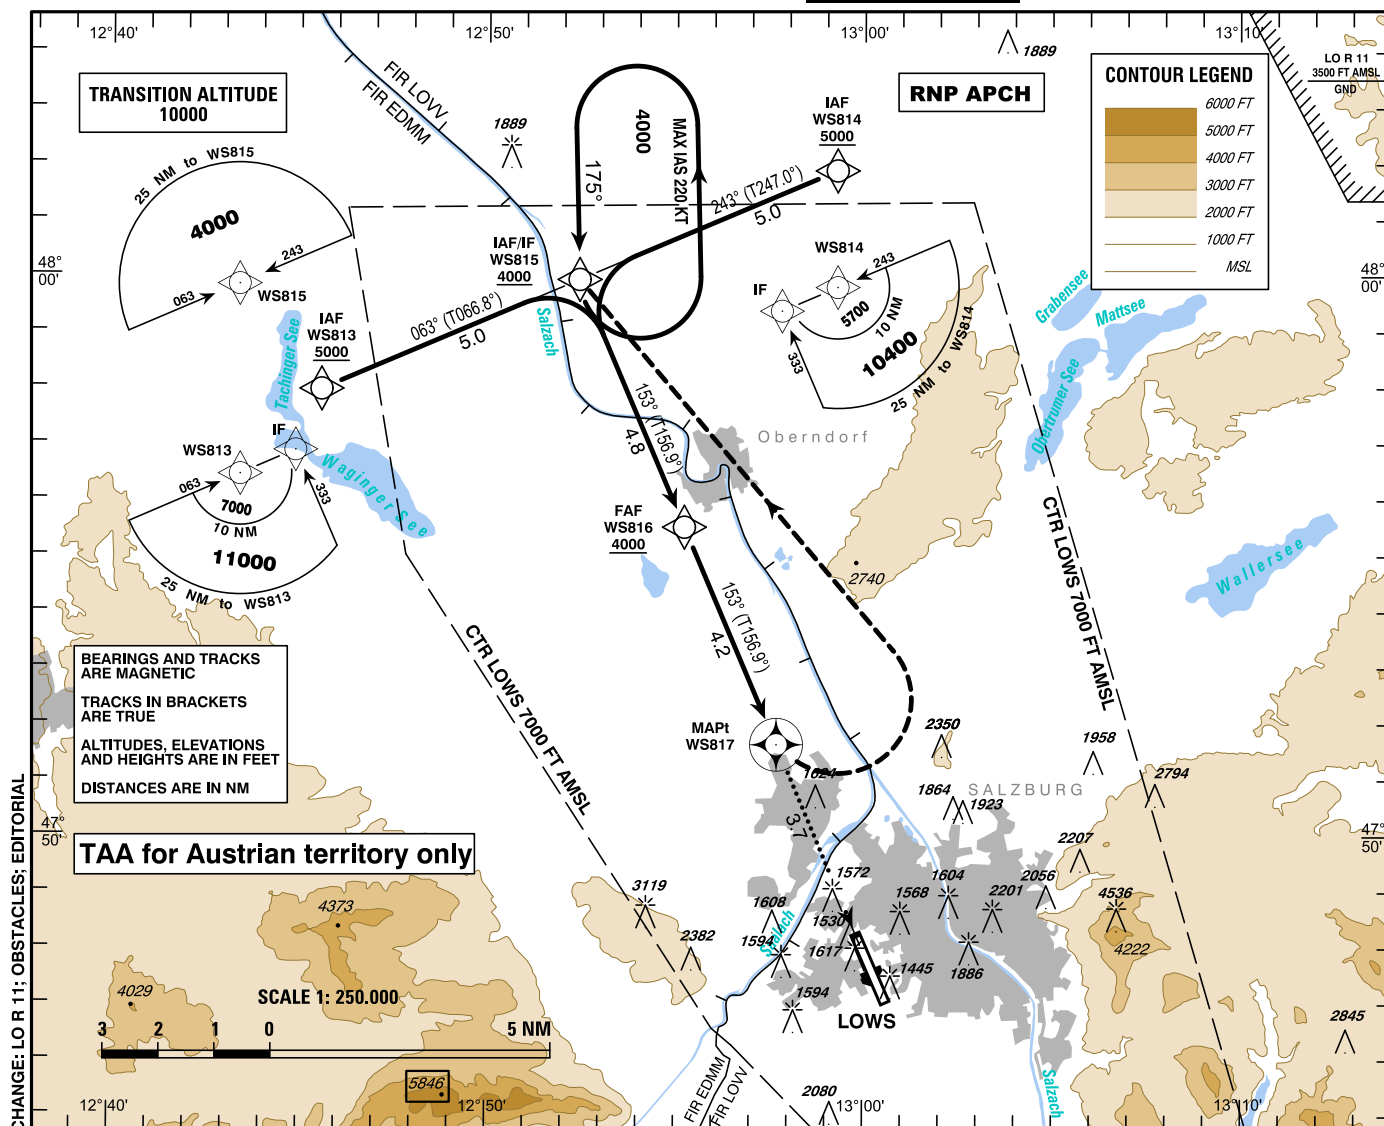 12°40'
12°50'
13°00'
13°10'
1889
LO R 11
3500 FT AMSL
GND
TRANSITION ALTITUDE
10000
FIR LOVV
FIR EDMM
1889
4000
MAX IAS 220 KT
175°
RNP APCH
IAF
WS814
5000
CONTOUR LEGEND
6000 FT
5000 FT
4000 FT
3000 FT
2000 FT
1000 FT
MSL
25 NM to WS815
4000
243
063
WS815
243° (T247.0°)
5.0
IAF/IF
WS815
4000
48°
00'
48°
00'
WS814
243
IF
5700
10 NM
10400
25 NM to WS814
333
Grabensee
Mattsee
Obertrumer See
IAF
WS813
5000
063° (T066.8°)
5.0
Salzach
Tachinger See
WS813
IF
063
333
7000
10 NM
11000
25 NM to WS813
Waginger See
153° (T156.9°)
4.8
Oberndorf
FAF
WS816
4000
2740
CTR LOWS 7000 FT AMSL
Wallersee
153° (T156.9°)
4.2
CTR LOWS 7000 FT AMSL
BEARINGS AND TRACKS
ARE MAGNETIC
TRACKS IN BRACKETS
ARE TRUE
ALTITUDES, ELEVATIONS
AND HEIGHTS ARE IN FEET
DISTANCES ARE IN NM
MAPt
WS817
2350
1958
2794
1624
1864
1923
SALZBURG
3.7
47°
50'
47°
50'
TAA for Austrian territory only
2207
2056
1572
1568
1604
2201
4536
4222
3119
2382
1608
1530
1594
Saalach
1617
1445
1886
1594
LOWS
2845
4373
4029
SCALE 1: 250.000
3
2
1
0
5 NM
5846
FIR EDMM
FIR LOVV
2080
Salzach
12°40'
12°50'
13°00'
13°10'
CHANGE: LO R 11; OBSTACLES; EDITORIAL